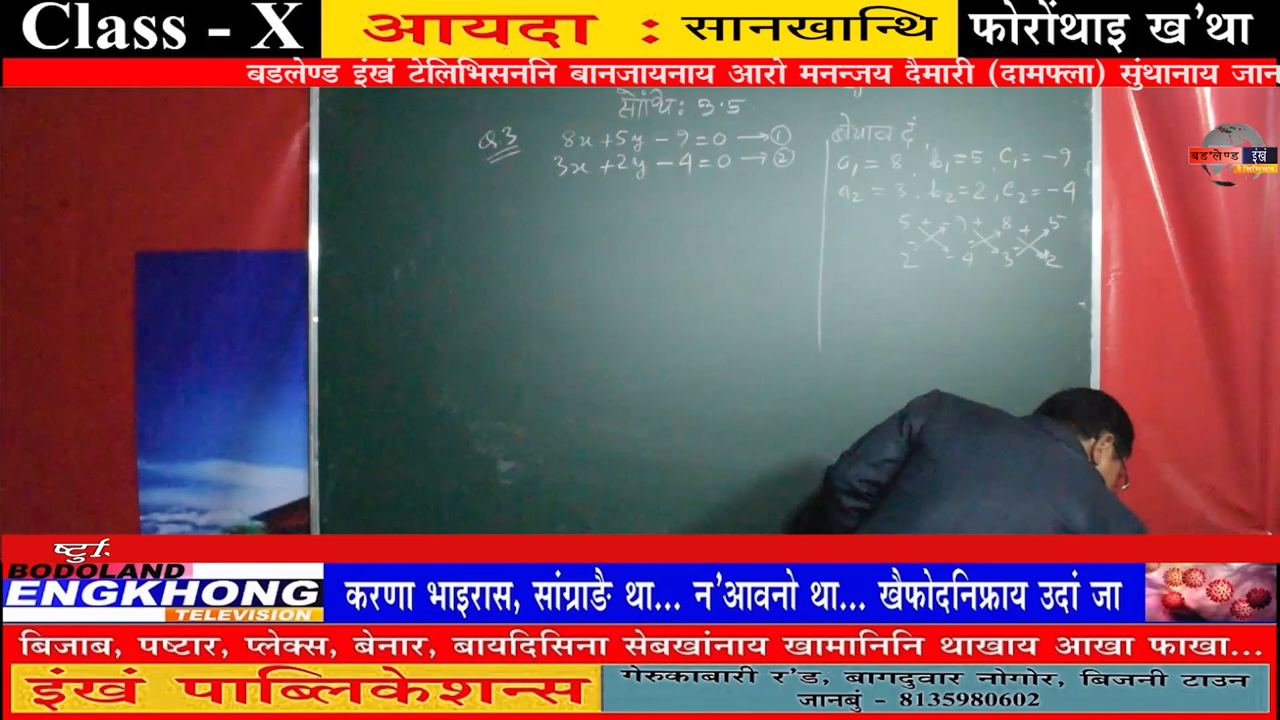 Class - X
आयदा : सानखान्थि
फोरोंथाइ ख'था
बडलेण्ड इंखं टेलिभिसननि बानजायनाय आरो मनन्जय दैमारी (दामफ्ला) सुंथानाय जान
सोंथि: 3.5
Q.3 8x + 5y - 9 = 0 → ①
3x + 2y - 4 = 0 → ②
दं,
a₁ = 8, b₁ = 5, c₁ = -9
a₂ = 3, b₂ = 2, c₂ = -4
5 + -9 + 8 + 5
2 -4 3 2
बड'लेण्ड इंखं
टेलिभिसन
BODOLAND
ENGKHONG
TELEVISION
करणा भाइरास, सांग्राङै था... न'आवनो था... खैफोदनिफ्राय उदां जा
बिजाब, पष्टार, प्लेक्स, बेनार, बायदिसिना सेबखांनाय खामानिनि थाखाय आखा फाखा...
इंखं पाब्लिकेशन्स
गेरुकाबारी र'ड, बागदुवार नोगोर, बिजनी टाउन
जानबुं - 8135980602